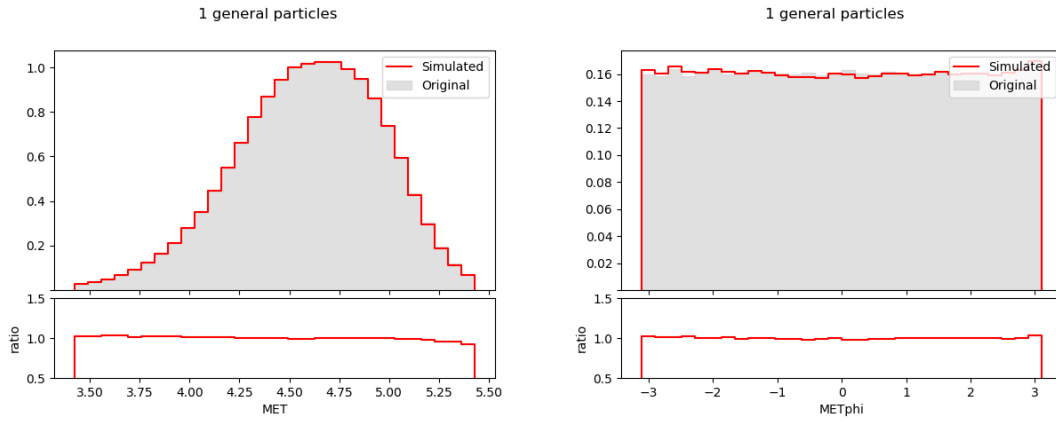 1 general particles
Simulated
Original
1.0
0.8
0.6
0.4
0.2
1.5
1.0
0.5
ratio
3.50 3.75 4.00 4.25 4.50 4.75 5.00 5.25 5.50
MET
1 general particles
Simulated
Original
0.16
0.14
0.12
0.10
0.08
0.06
0.04
0.02
1.5
1.0
0.5
ratio
−3 −2 −1 0 1 2 3
METphi